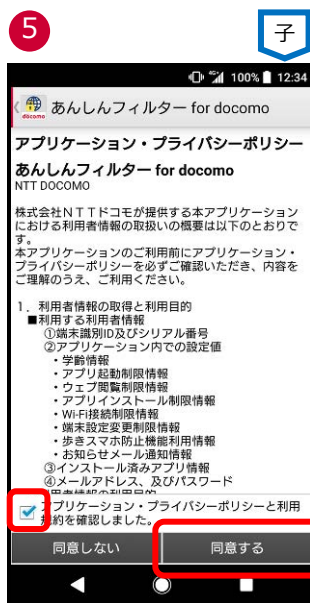 5
子
100% 12:34
あんしんフィルター for docomo
アプリケーション・プライバシーポリシー
あんしんフィルター for docomo
NTT DOCOMO
株式会社ＮＴＴドコモが提供する本アプリケーション
における利用者情報の取扱いの概要は以下のとおりで
す。
本アプリケーションのご利用前にアプリケーション・
プライバシーポリシーを必ずご確認いただき、内容を
ご理解のうえ、ご利用ください。
１．利用者情報の取得と利用目的
■利用する利用者情報
①端末識別ID及びシリアル番号
②アプリケーション内での設定値
・学齢情報
・アプリ起動制限情報
・ウェブ閲覧制限情報
・アプリインストール制限情報
・Wi-Fi接続制限情報
・端末設定変更制限情報
・歩きスマホ防止機能利用情報
・お知らせメール通知情報
③インストール済みアプリ情報
④メールアドレス、及びパスワード
アプリケーション・プライバシーポリシーと利用
規約を確認しました。
同意しない
同意する